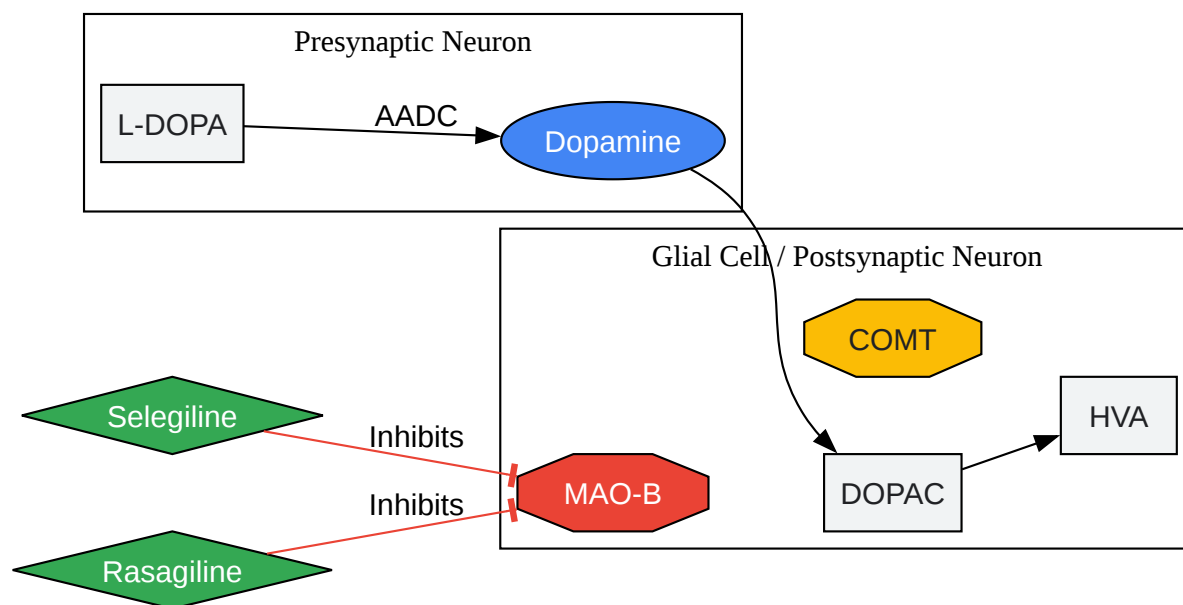 Presynaptic Neuron
L-DOPA
AADC
Dopamine
Glial Cell / Postsynaptic Neuron
COMT
HVA
Selegiline
Inhibits
MAO-B
DOPAC
Inhibits
Rasagiline